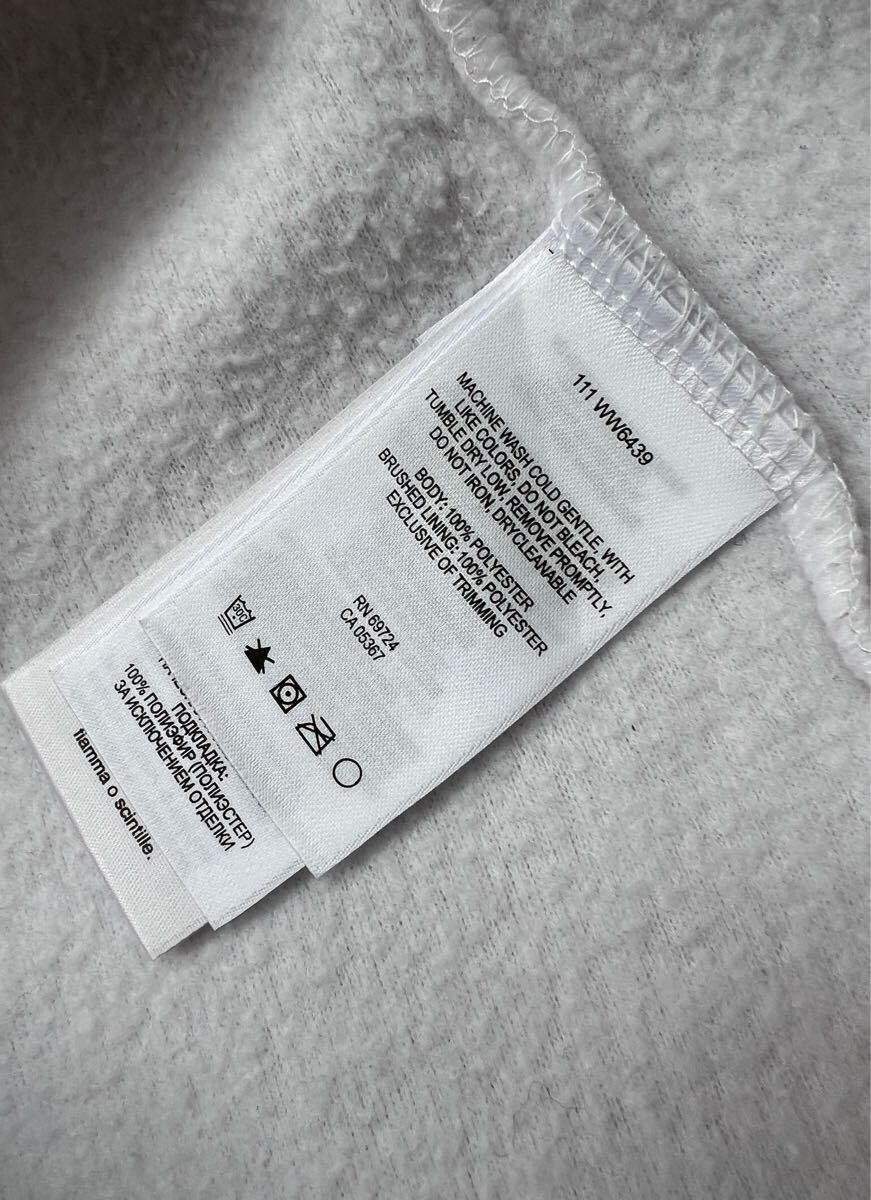 111 WW6439
MACHINE WASH COLD GENTLE, WITH
LIKE COLORS, DO NOT BLEACH,
TUMBLE DRY LOW, REMOVE PROMPTLY,
DO NOT IRON, DRYCLEANABLE
BODY: 100% POLYESTER
BRUSHED LINING: 100% POLYESTER
EXCLUSIVE OF TRIMMING
RN 69724
CA 05367
30C
ПОДКЛАДКА:
100% ПОЛИЭФИР (ПОЛИЭСТЕР)
ЗА ИСКЛЮЧЕНИЕМ ОТДЕЛКИ
fiamma o scintille.